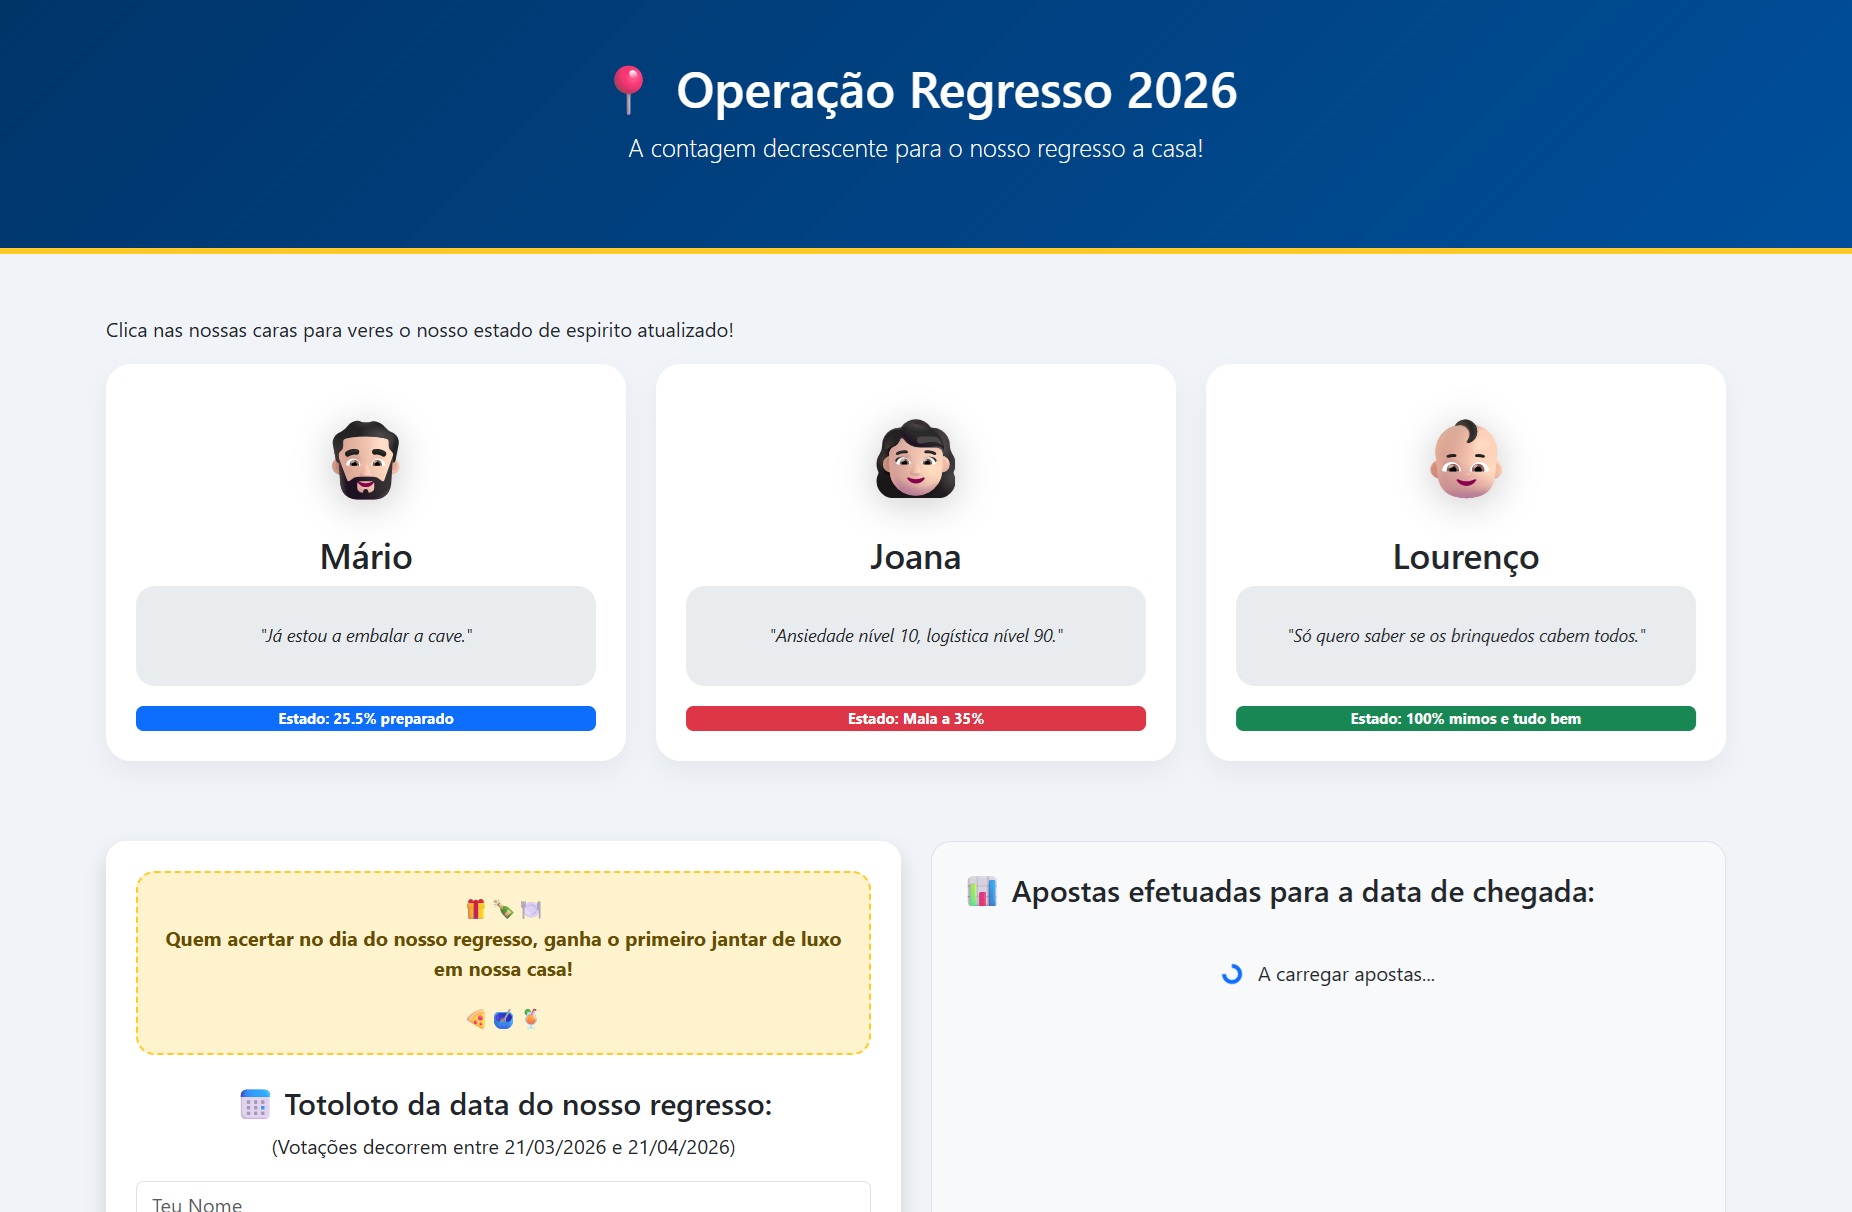 Operação Regresso 2026
A contagem decrescente para o nosso regresso a casa!
Clica nas nossas caras para veres o nosso estado de espirito atualizado!
Mário
"Já estou a embalar a cave."
Estado: 25.5% preparado
Joana
"Ansiedade nível 10, logística nível 90."
Estado: Mala a 35%
Lourenço
"Só quero saber se os brinquedos cabem todos."
Estado: 100% mimos e tudo bem
Quem acertar no dia do nosso regresso, ganha o primeiro jantar de luxo
em nossa casa!
Totoloto da data do nosso regresso:
(Votações decorrem entre 21/03/2026 e 21/04/2026)
Teu Nome
Apostas efetuadas para a data de chegada:
A carregar apostas...